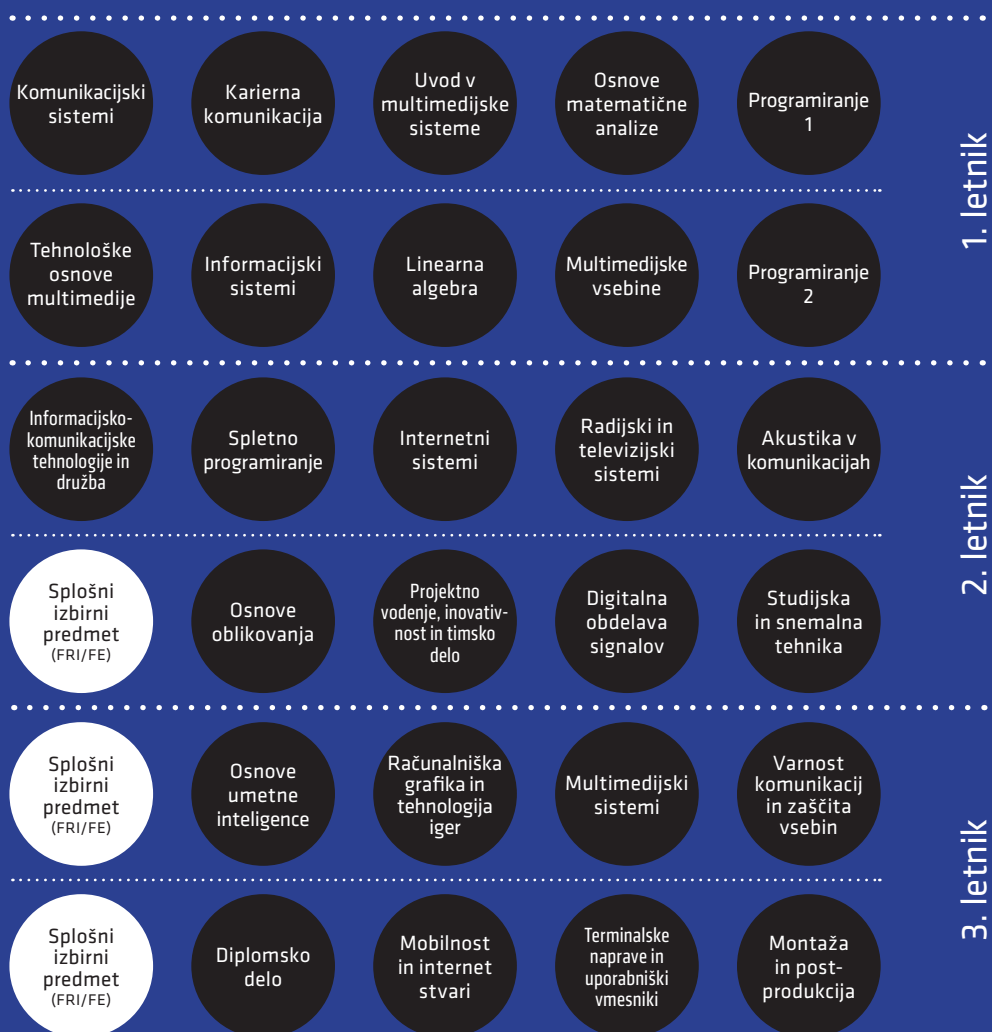 Komunikacijski
sistemi
Karierna
komunikacija
Uvod v
multimedijske
sisteme
Osnove
matematične
analize
Programiranje
1
Tehnološke
osnove
multimedije
Informacijski
sistemi
Linearna
algebra
Multimedijske
vsebine
Programiranje
2
1. letnik
Informacijsko-
komunikacijske
tehnologije in
družba
Spletno
programiranje
Internetni
sistemi
Radijski in
televizijski
sistemi
Akustika v
komunikacijah
Splošni
izbirni
predmet
(FRI/FE)
Osnove
oblikovanja
Projektno
vodenje, inovativ-
nost in timsko
delo
Digitalna
obdelava
signalov
Studijska
in snemalna
tehnika
2. letnik
Splošni
izbirni
predmet
(FRI/FE)
Osnove
umetne
inteligence
Računalniška
grafika in
tehnologija
iger
Multimedijski
sistemi
Varnost
komunikacij
in zaščita
vsebin
Splošni
izbirni
predmet
(FRI/FE)
Diplomsko
delo
Mobilnost
in internet
stvari
Terminalske
naprave in
uporabniški
vmesniki
Montaža
in post-
produkcija
3. letnik